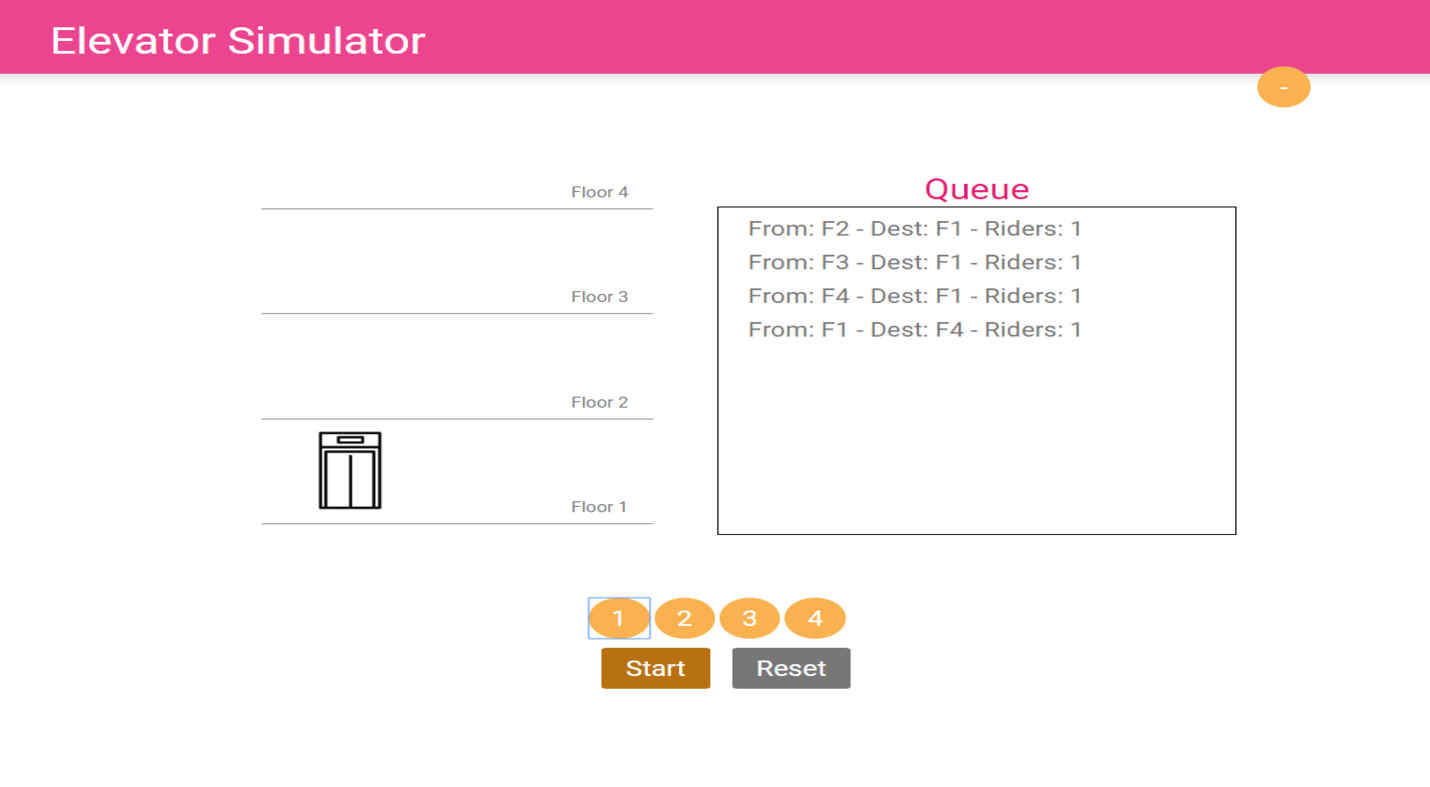 Elevator Simulator
-
Floor 4
Floor 3
Floor 2
Floor 1
Queue
From: F2 - Dest: F1 - Riders: 1
From: F3 - Dest: F1 - Riders: 1
From: F4 - Dest: F1 - Riders: 1
From: F1 - Dest: F4 - Riders: 1
1 2 3 4
Start Reset